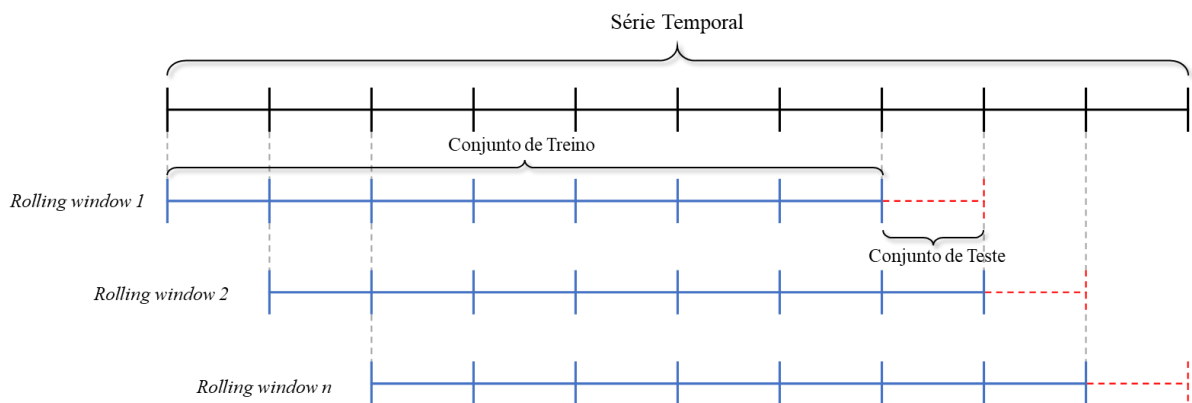 Série Temporal
Conjunto de Treino
Rolling window 1
Conjunto de Teste
Rolling window 2
Rolling window n